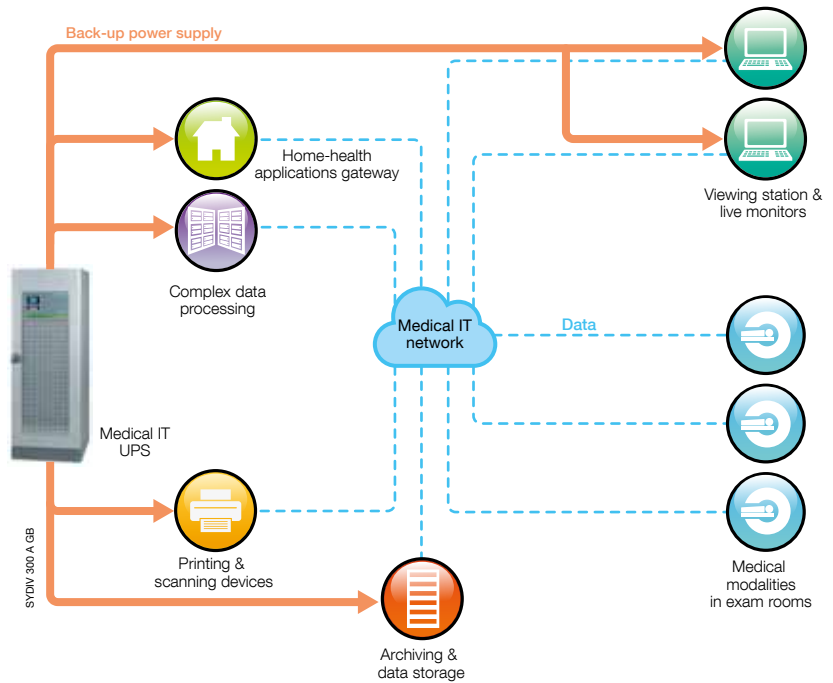 Back-up power supply
Home-health
applications gateway
Viewing station &
live monitors
Complex data
processing
Medical IT
network
Data
Medical IT
UPS
Printing &
scanning devices
Medical
modalities
in exam rooms
SYDIV 300 A GB
Archiving &
data storage